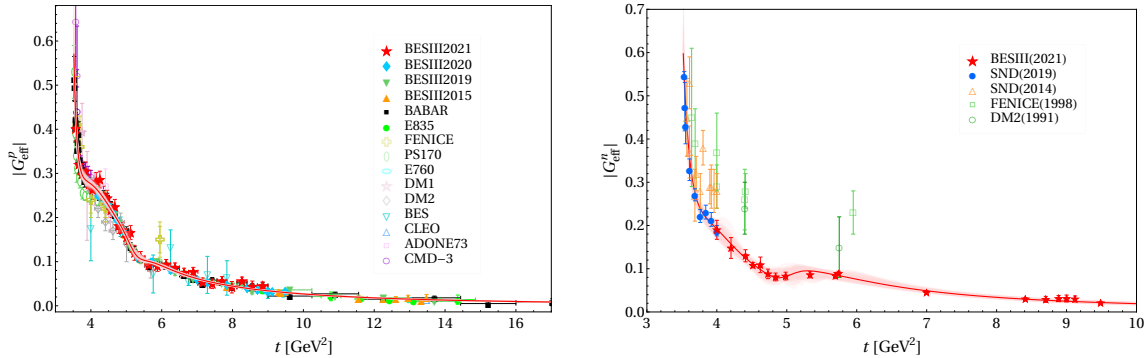 0.6
0.5
0.4
0.3
0.2
0.1
0.0
|G^p_eff|
4
6
8
10
12
14
16
t [GeV²]
BESIII2021
BESIII2020
BESIII2019
BESIII2015
BABAR
E835
FENICE
PS170
E760
DM1
DM2
BES
CLEO
ADONE73
CMD-3
0.7
0.6
0.5
0.4
0.3
0.2
0.1
0.0
|G^n_eff|
3
4
5
6
7
8
9
10
t [GeV²]
BESIII(2021)
SND(2019)
SND(2014)
FENICE(1998)
DM2(1991)